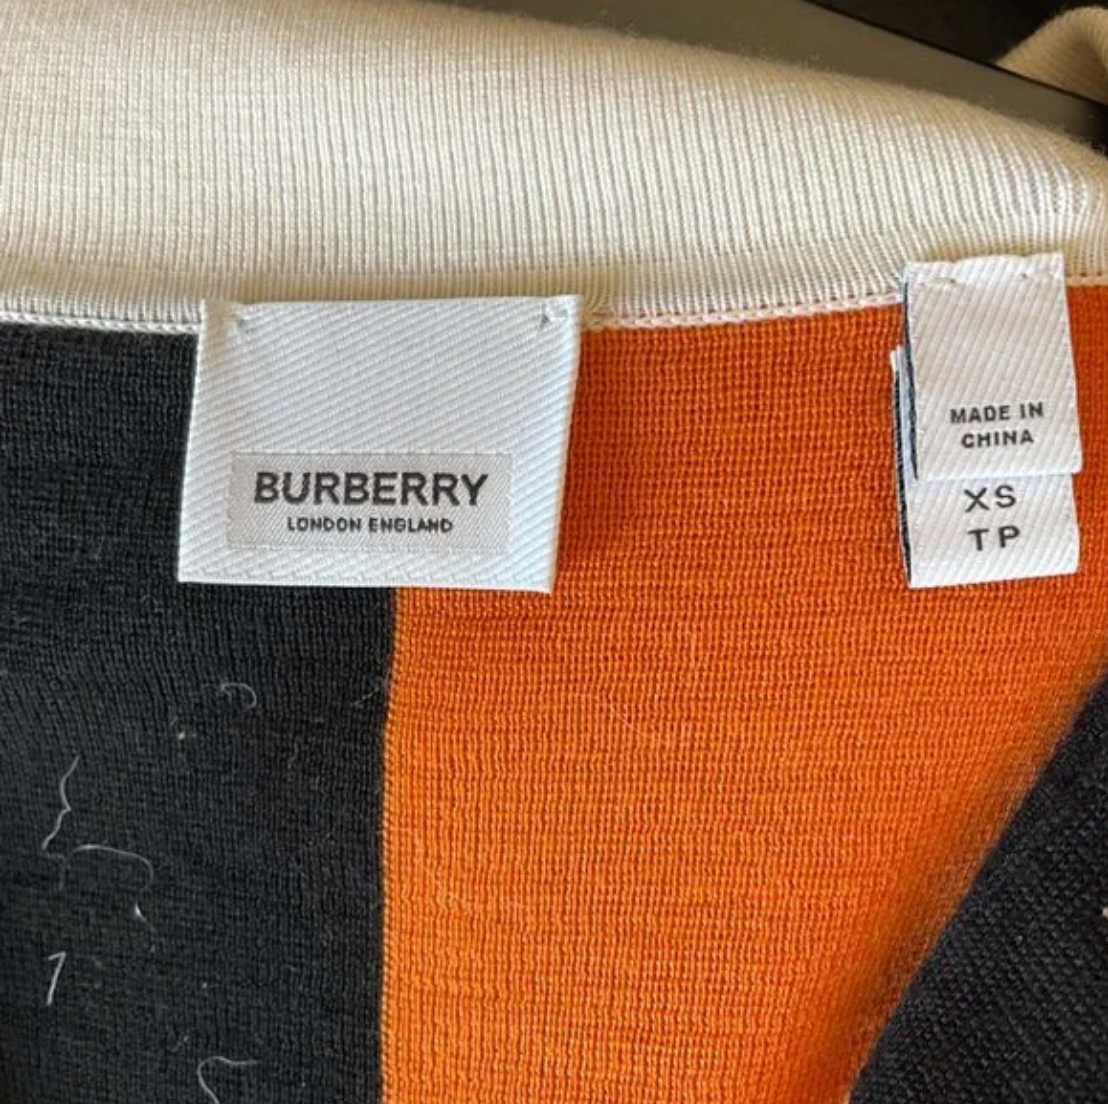 BURBERRY
LONDON ENGLAND
MADE IN
CHINA
XS
TP